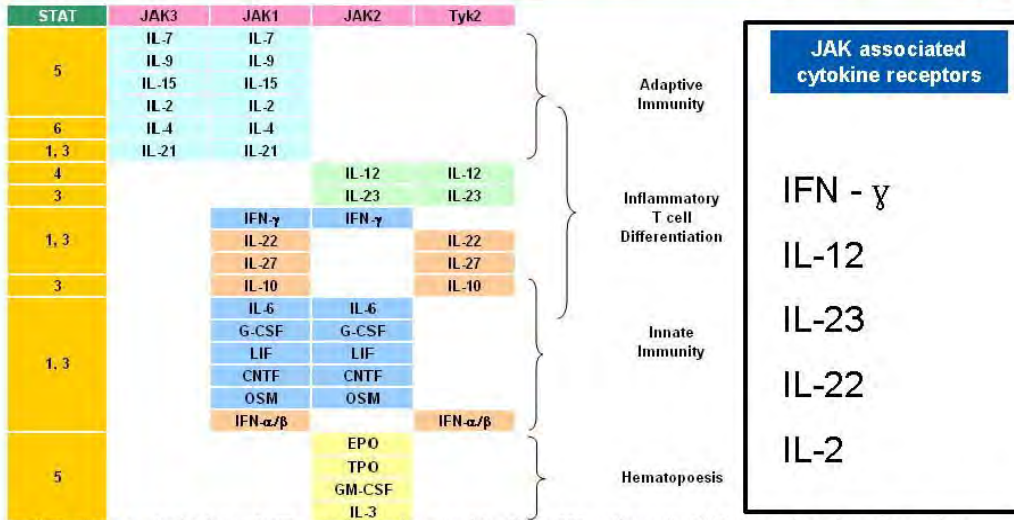 STAT JAK3 JAK1 JAK2 Tyk2
5
IL-7 IL-7
IL-9 IL-9
IL-15 IL-15
IL-2 IL-2
6 IL-4 IL-4
1, 3 IL-21 IL-21
Adaptive
Immunity
4 IL-12 IL-12
3 IL-23 IL-23
1, 3
IFN-γ IFN-γ
IL-22 IL-22
IL-27 IL-27
3 IL-10 IL-10
Inflammatory
T cell
Differentiation
1, 3
IL-6 IL-6
G-CSF G-CSF
LIF LIF
CNTF CNTF
OSM OSM
IFN-α/β IFN-α/β
Innate
Immunity
5
EPO
TPO
GM-CSF
IL-3
Hematopoesis
JAK associated
cytokine receptors
IFN - ɣ
IL-12
IL-23
IL-22
IL-2